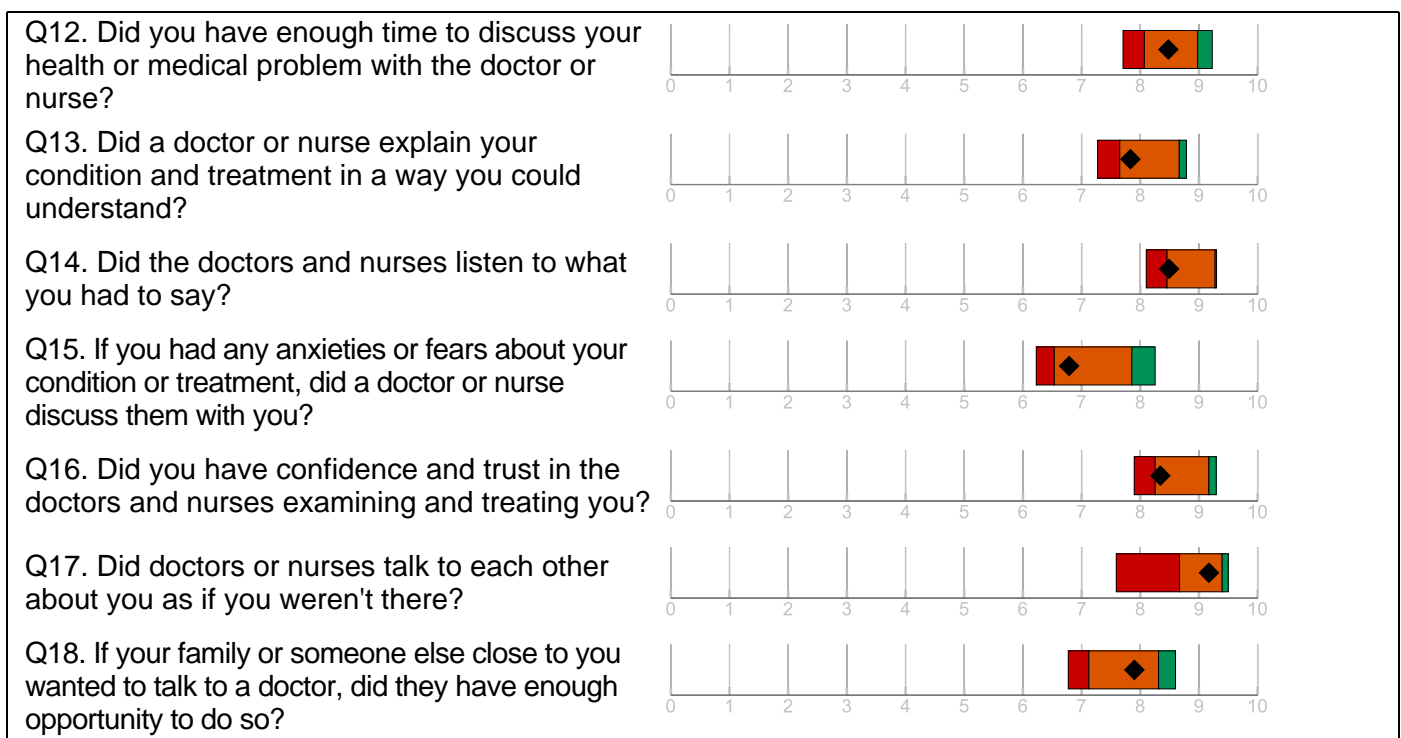 Q12. Did you have enough time to discuss your
health or medical problem with the doctor or
nurse?
0 1 2 3 4 5 6 7 8 9 10
Q13. Did a doctor or nurse explain your
condition and treatment in a way you could
understand?
0 1 2 3 4 5 6 7 8 9 10
Q14. Did the doctors and nurses listen to what
you had to say?
0 1 2 3 4 5 6 7 8 9 10
Q15. If you had any anxieties or fears about your
condition or treatment, did a doctor or nurse
discuss them with you?
0 1 2 3 4 5 6 7 8 9 10
Q16. Did you have confidence and trust in the
doctors and nurses examining and treating you?
0 1 2 3 4 5 6 7 8 9 10
Q17. Did doctors or nurses talk to each other
about you as if you weren't there?
0 1 2 3 4 5 6 7 8 9 10
Q18. If your family or someone else close to you
wanted to talk to a doctor, did they have enough
opportunity to do so?
0 1 2 3 4 5 6 7 8 9 10